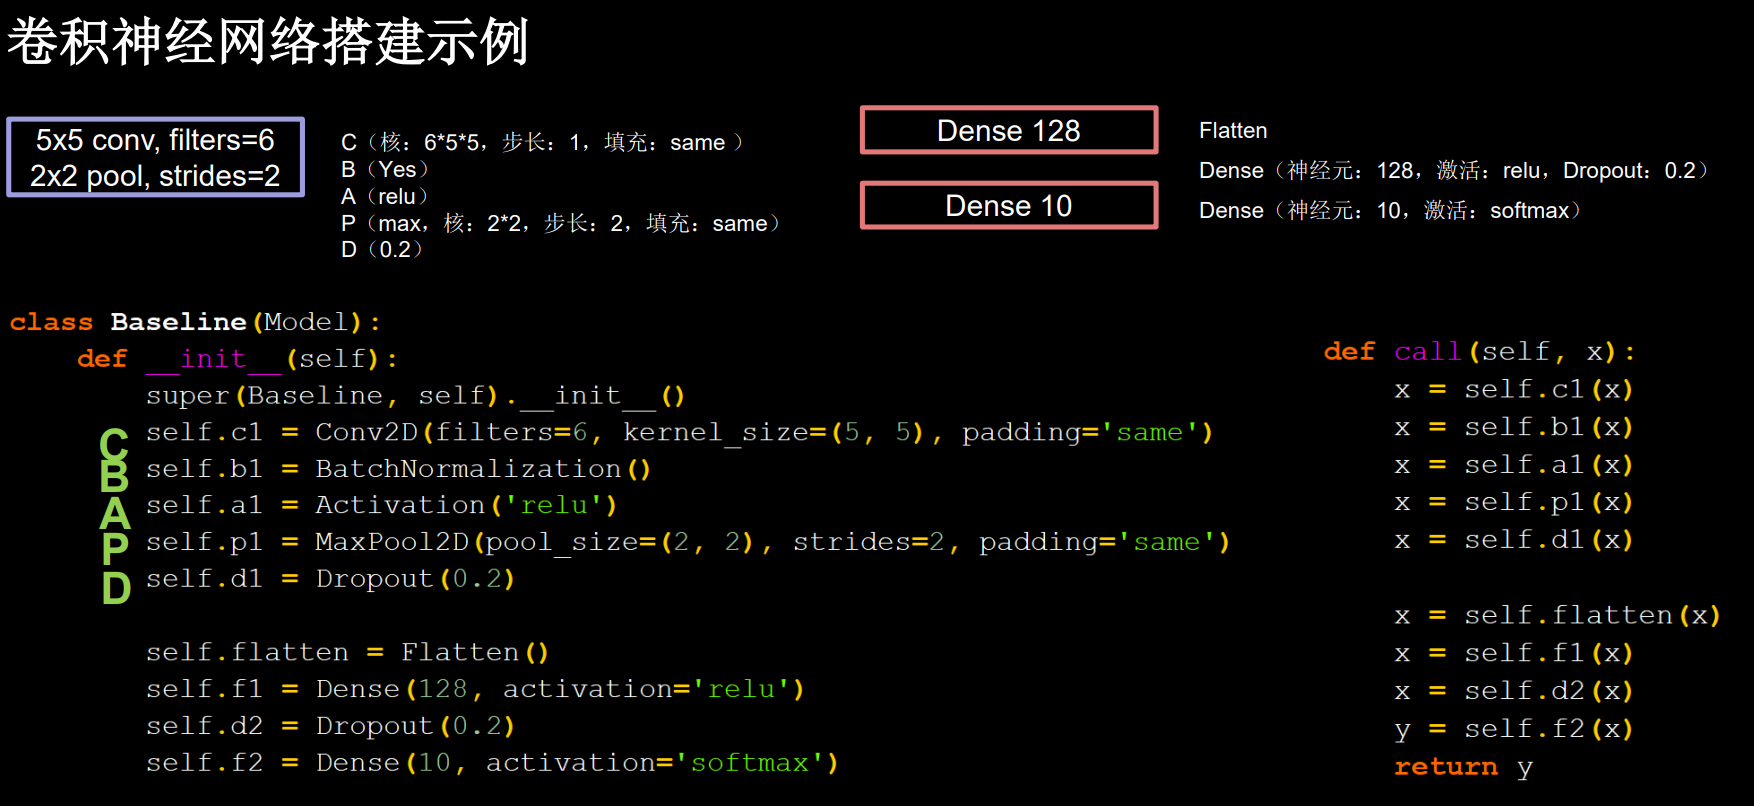 卷积神经网络搭建示例
5x5 conv, filters=6
2x2 pool, strides=2
C（核：6*5*5，步长：1，填充：same ）
B（Yes）
A（relu）
P（max，核：2*2，步长：2，填充：same）
D（0.2）
Dense 128
Dense 10
Flatten
Dense（神经元：128，激活：relu，Dropout：0.2）
Dense（神经元：10，激活：softmax）
class Baseline(Model):
    def __init__(self):
        super(Baseline, self).__init__()
C self.c1 = Conv2D(filters=6, kernel_size=(5, 5), padding='same')
B self.b1 = BatchNormalization()
A self.a1 = Activation('relu')
P self.p1 = MaxPool2D(pool_size=(2, 2), strides=2, padding='same')
D self.d1 = Dropout(0.2)
        self.flatten = Flatten()
        self.f1 = Dense(128, activation='relu')
        self.d2 = Dropout(0.2)
        self.f2 = Dense(10, activation='softmax')
def call(self, x):
    x = self.c1(x)
    x = self.b1(x)
    x = self.a1(x)
    x = self.p1(x)
    x = self.d1(x)
    x = self.flatten(x)
    x = self.f1(x)
    x = self.d2(x)
    y = self.f2(x)
    return y